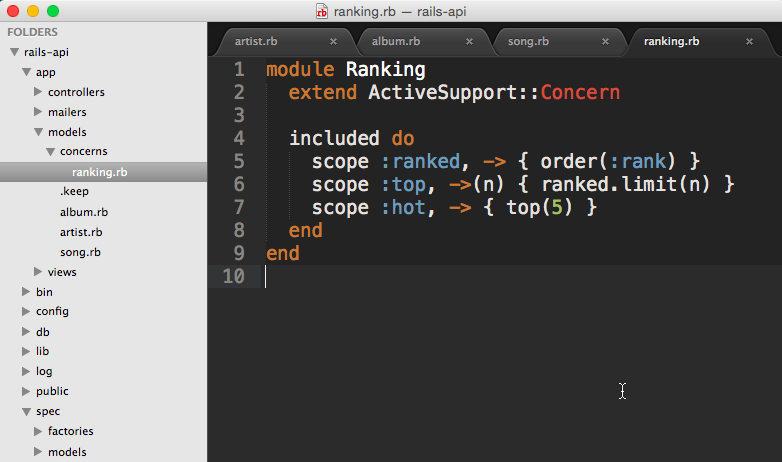 ranking.rb — rails-api
FOLDERS
rails-api
app
controllers
mailers
models
concerns
ranking.rb
.keep
album.rb
artist.rb
song.rb
views
bin
config
db
lib
log
public
spec
factories
models
artist.rb × album.rb × song.rb × ranking.rb ×
1 module Ranking
2   extend ActiveSupport::Concern
3
4   included do
5     scope :ranked, -> { order(:rank) }
6     scope :top, ->(n) { ranked.limit(n) }
7     scope :hot, -> { top(5) }
8   end
9 end
10